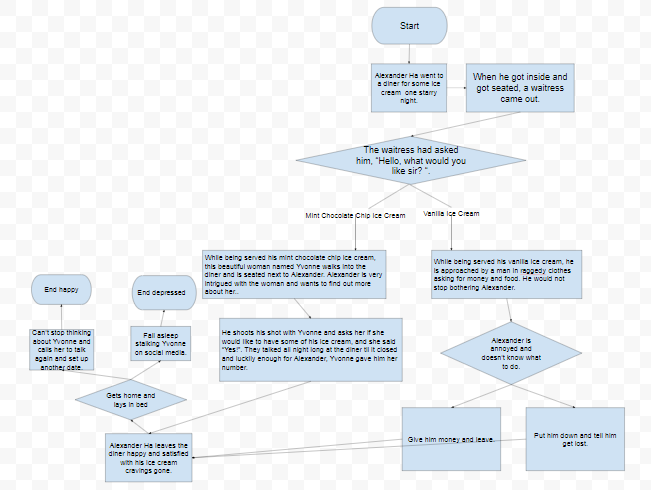 Start
Alexander Ha went to
a diner for some ice
cream one starry
night.
When he got inside and
got seated, a waitress
came out.
The waitress had asked
him, "Hello, what would you
like sir? ".
Mint Chocolate Chip Ice Cream
Vanilla Ice Cream
While being served his mint chocolate chip ice cream,
this beautiful woman named Yvonne walks into the
diner and is seated next to Alexander. Alexander is very
intrigued with the woman and wants to find out more
about her..
While being served his vanilla ice cream, he
is approached by a man in raggedy clothes
asking for money and food. He would not
stop bothering Alexander.
End happy
End depressed
Can't stop thinking
about Yvonne and
calls her to talk
again and set up
another date.
Fall asleep
stalking Yvonne
on social media.
He shoots his shot with Yvonne and asks her if she
would like to have some of his ice cream, and she said
"Yes!". They talked all night long at the diner til it closed
and luckily enough for Alexander, Yvonne gave him her
number.
Alexander is
annoyed and
doesn't know what
to do.
Gets home and
lays in bed
Alexander Ha leaves the
diner happy and satisfied
with his ice cream
cravings gone.
Give him money and leave.
Put him down and tell him
get lost.